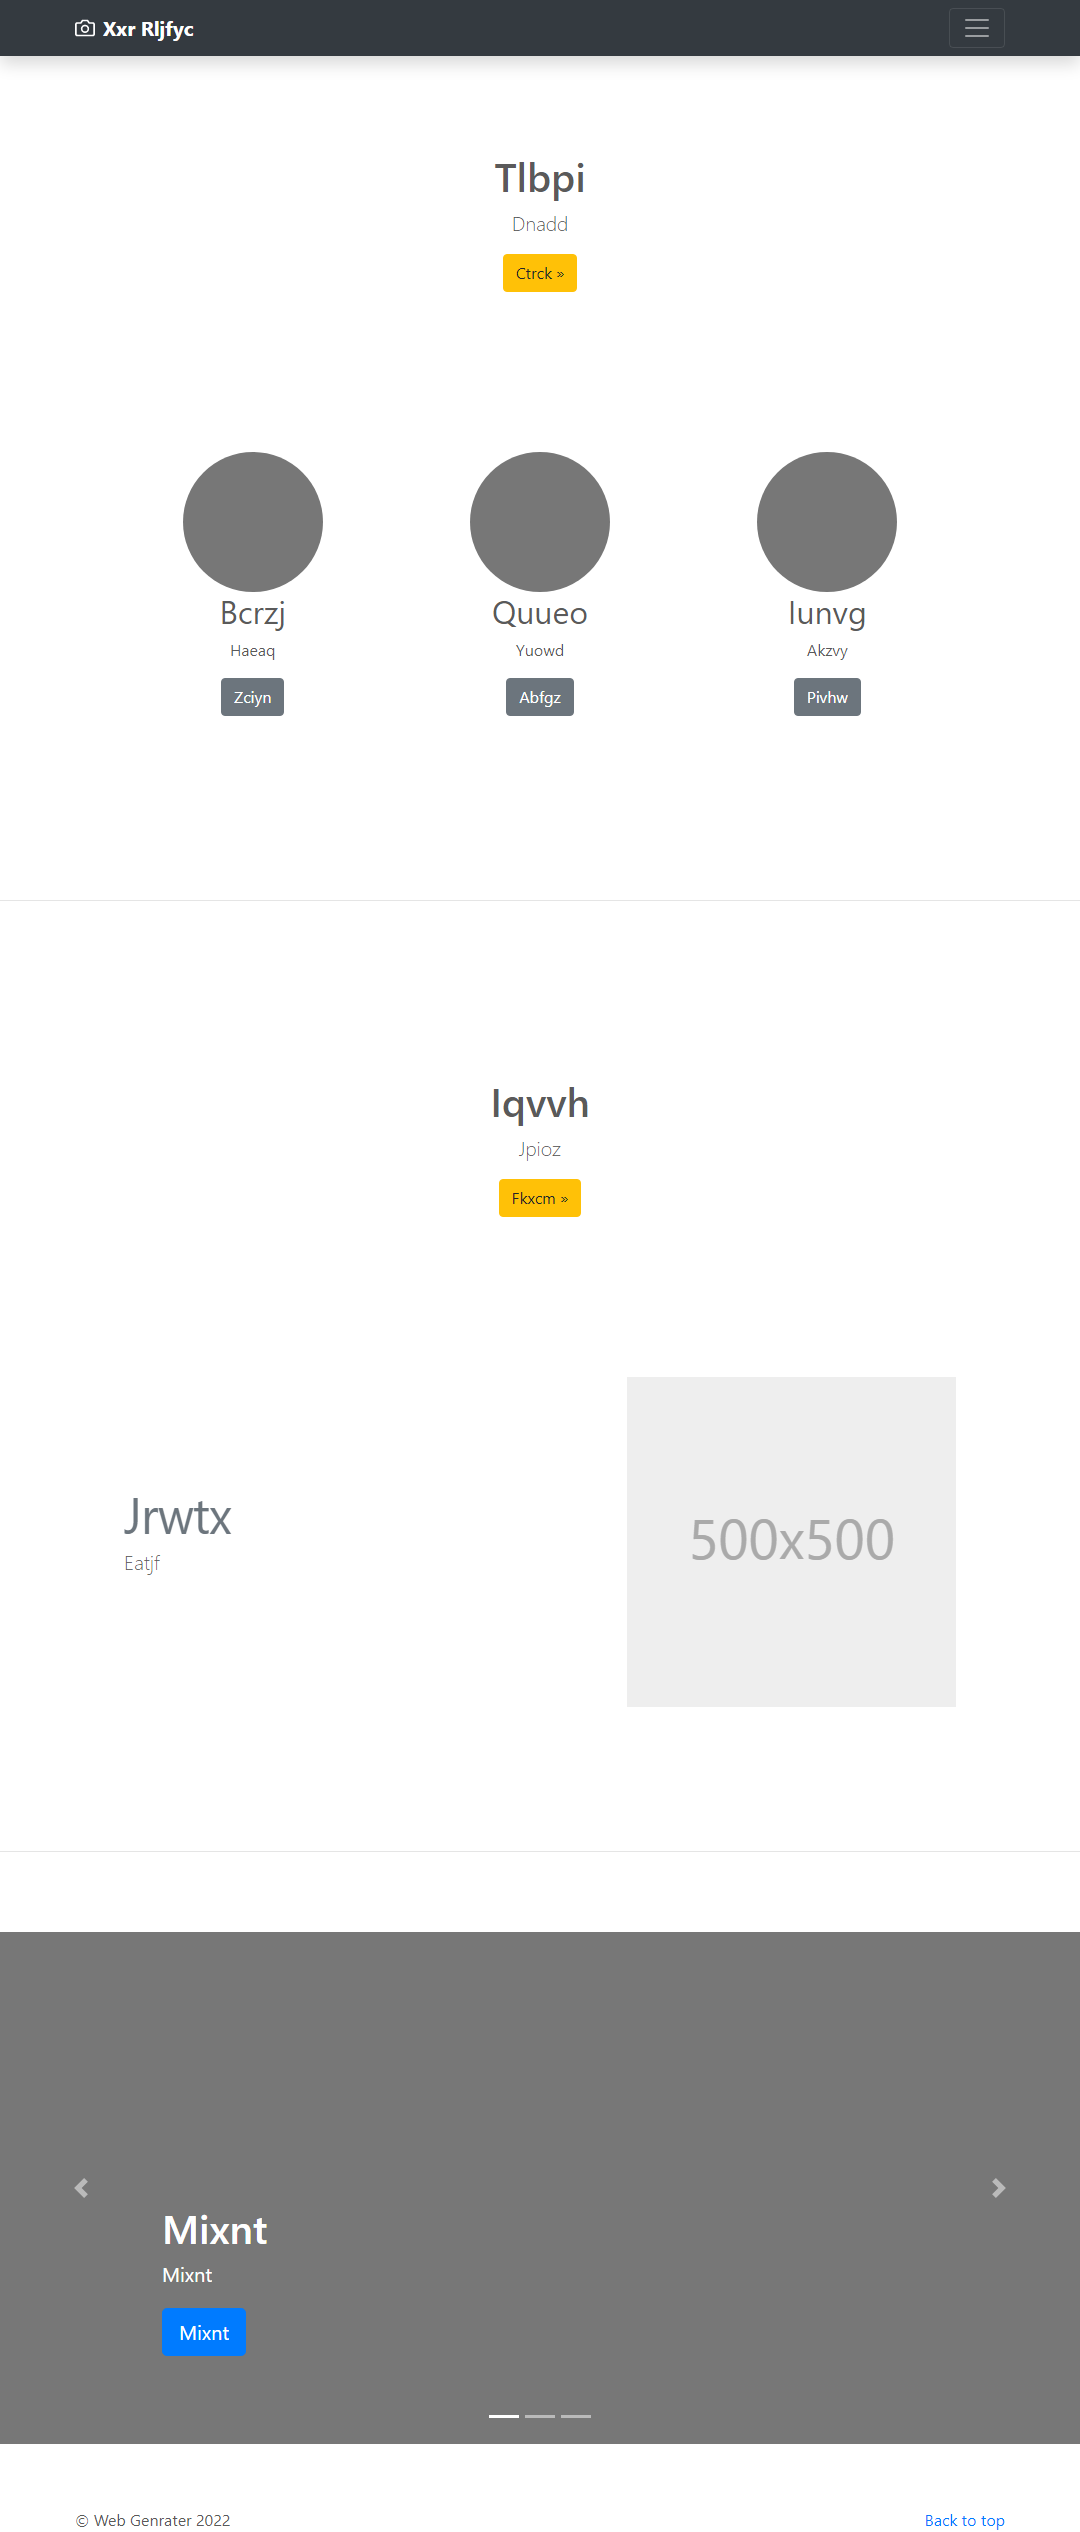 Xxr Rljfyc
Tlbpi
Dnadd
Ctrck »
Bcrzj
Haeaq
Zciyn
Quueo
Yuowd
Abfgz
Iunvg
Akzvy
Pivhw
Iqvvh
Jpioz
Fkxcm »
Jrwtx
Eatjf
500x500
Mixnt
Mixnt
Mixnt
© Web Genrater 2022
Back to top